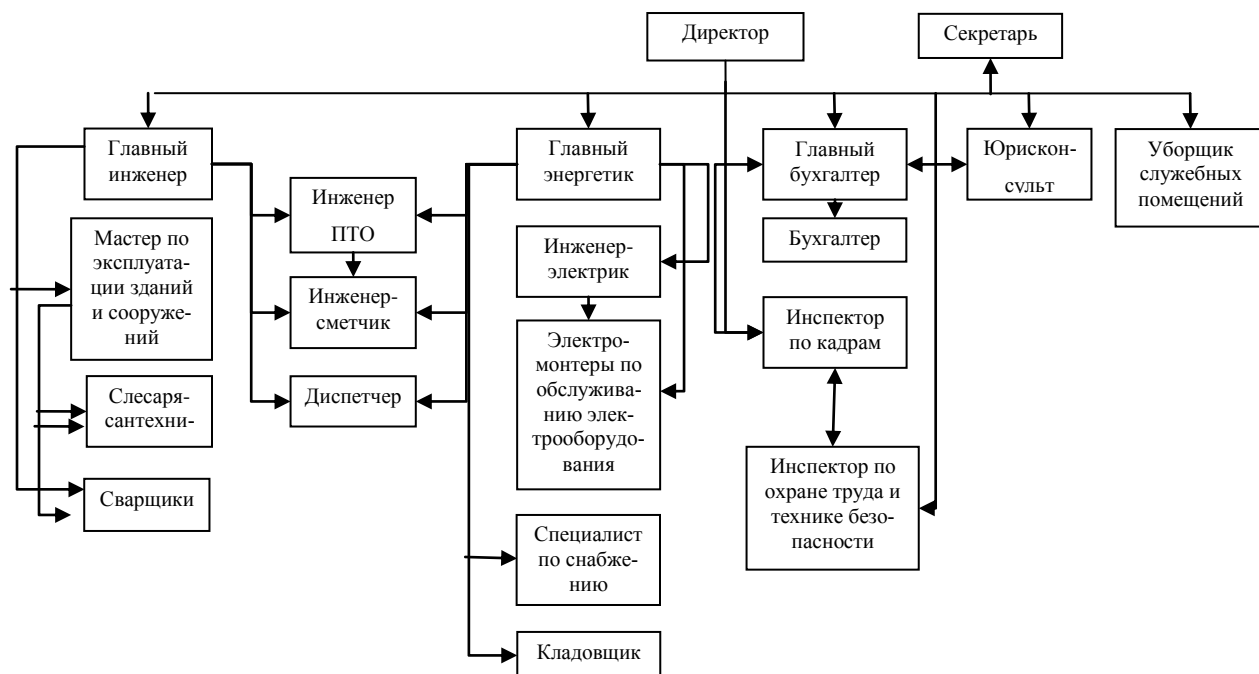 Директор
Секретарь
Главный
инженер
Главный
энергетик
Главный
бухгалтер
Юрискон-
сульт
Уборщик
служебных
помещений
Инженер
ПТО
Мастер по
эксплуата-
ции зданий
и сооруже-
ний
Бухгалтер
Инженер-
электрик
Инженер-
сметчик
Инспектор
по кадрам
Электро-
монтеры по
обслужива-
нию элек-
трооборудо-
вания
Диспетчер
Слесаря-
сантехни-
Инспектор по
охране труда и
технике безо-
пасности
Сварщики
Специалист
по снабже-
нию
Кладовщик